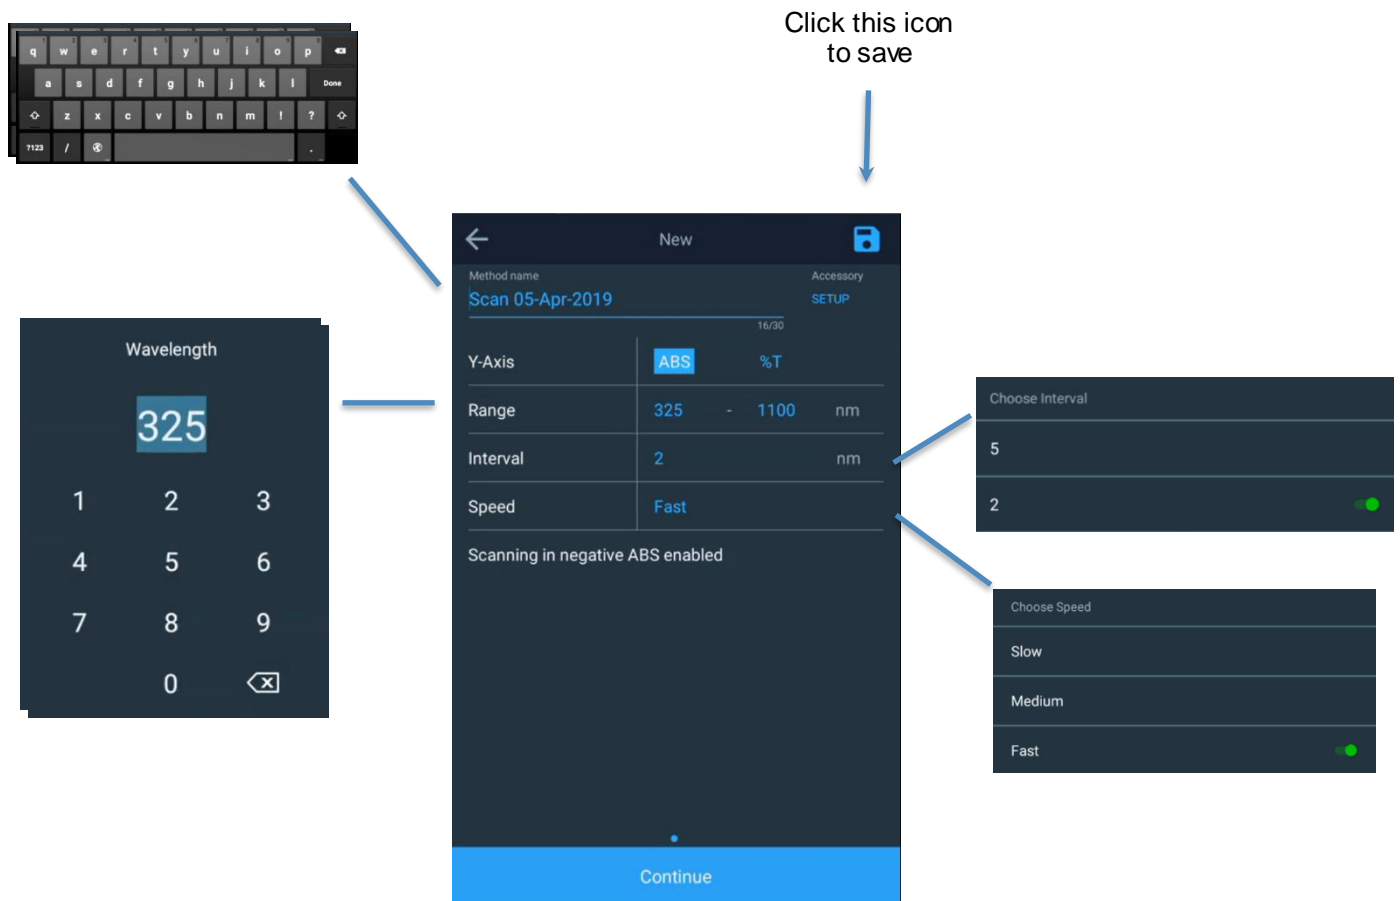 Click this icon
to save
q w e r t y u i o p
a s d f g h j k l Done
z x c v b n m ! ?
?123 / .
New
Method name
Accessory
Scan 05-Apr-2019
SETUP
16/30
Y-Axis ABS %T
Range 325 - 1100 nm
Interval 2 nm
Speed Fast
Scanning in negative ABS enabled
Continue
Wavelength
325
1 2 3
4 5 6
7 8 9
0
Choose Interval
5
2
Choose Speed
Slow
Medium
Fast